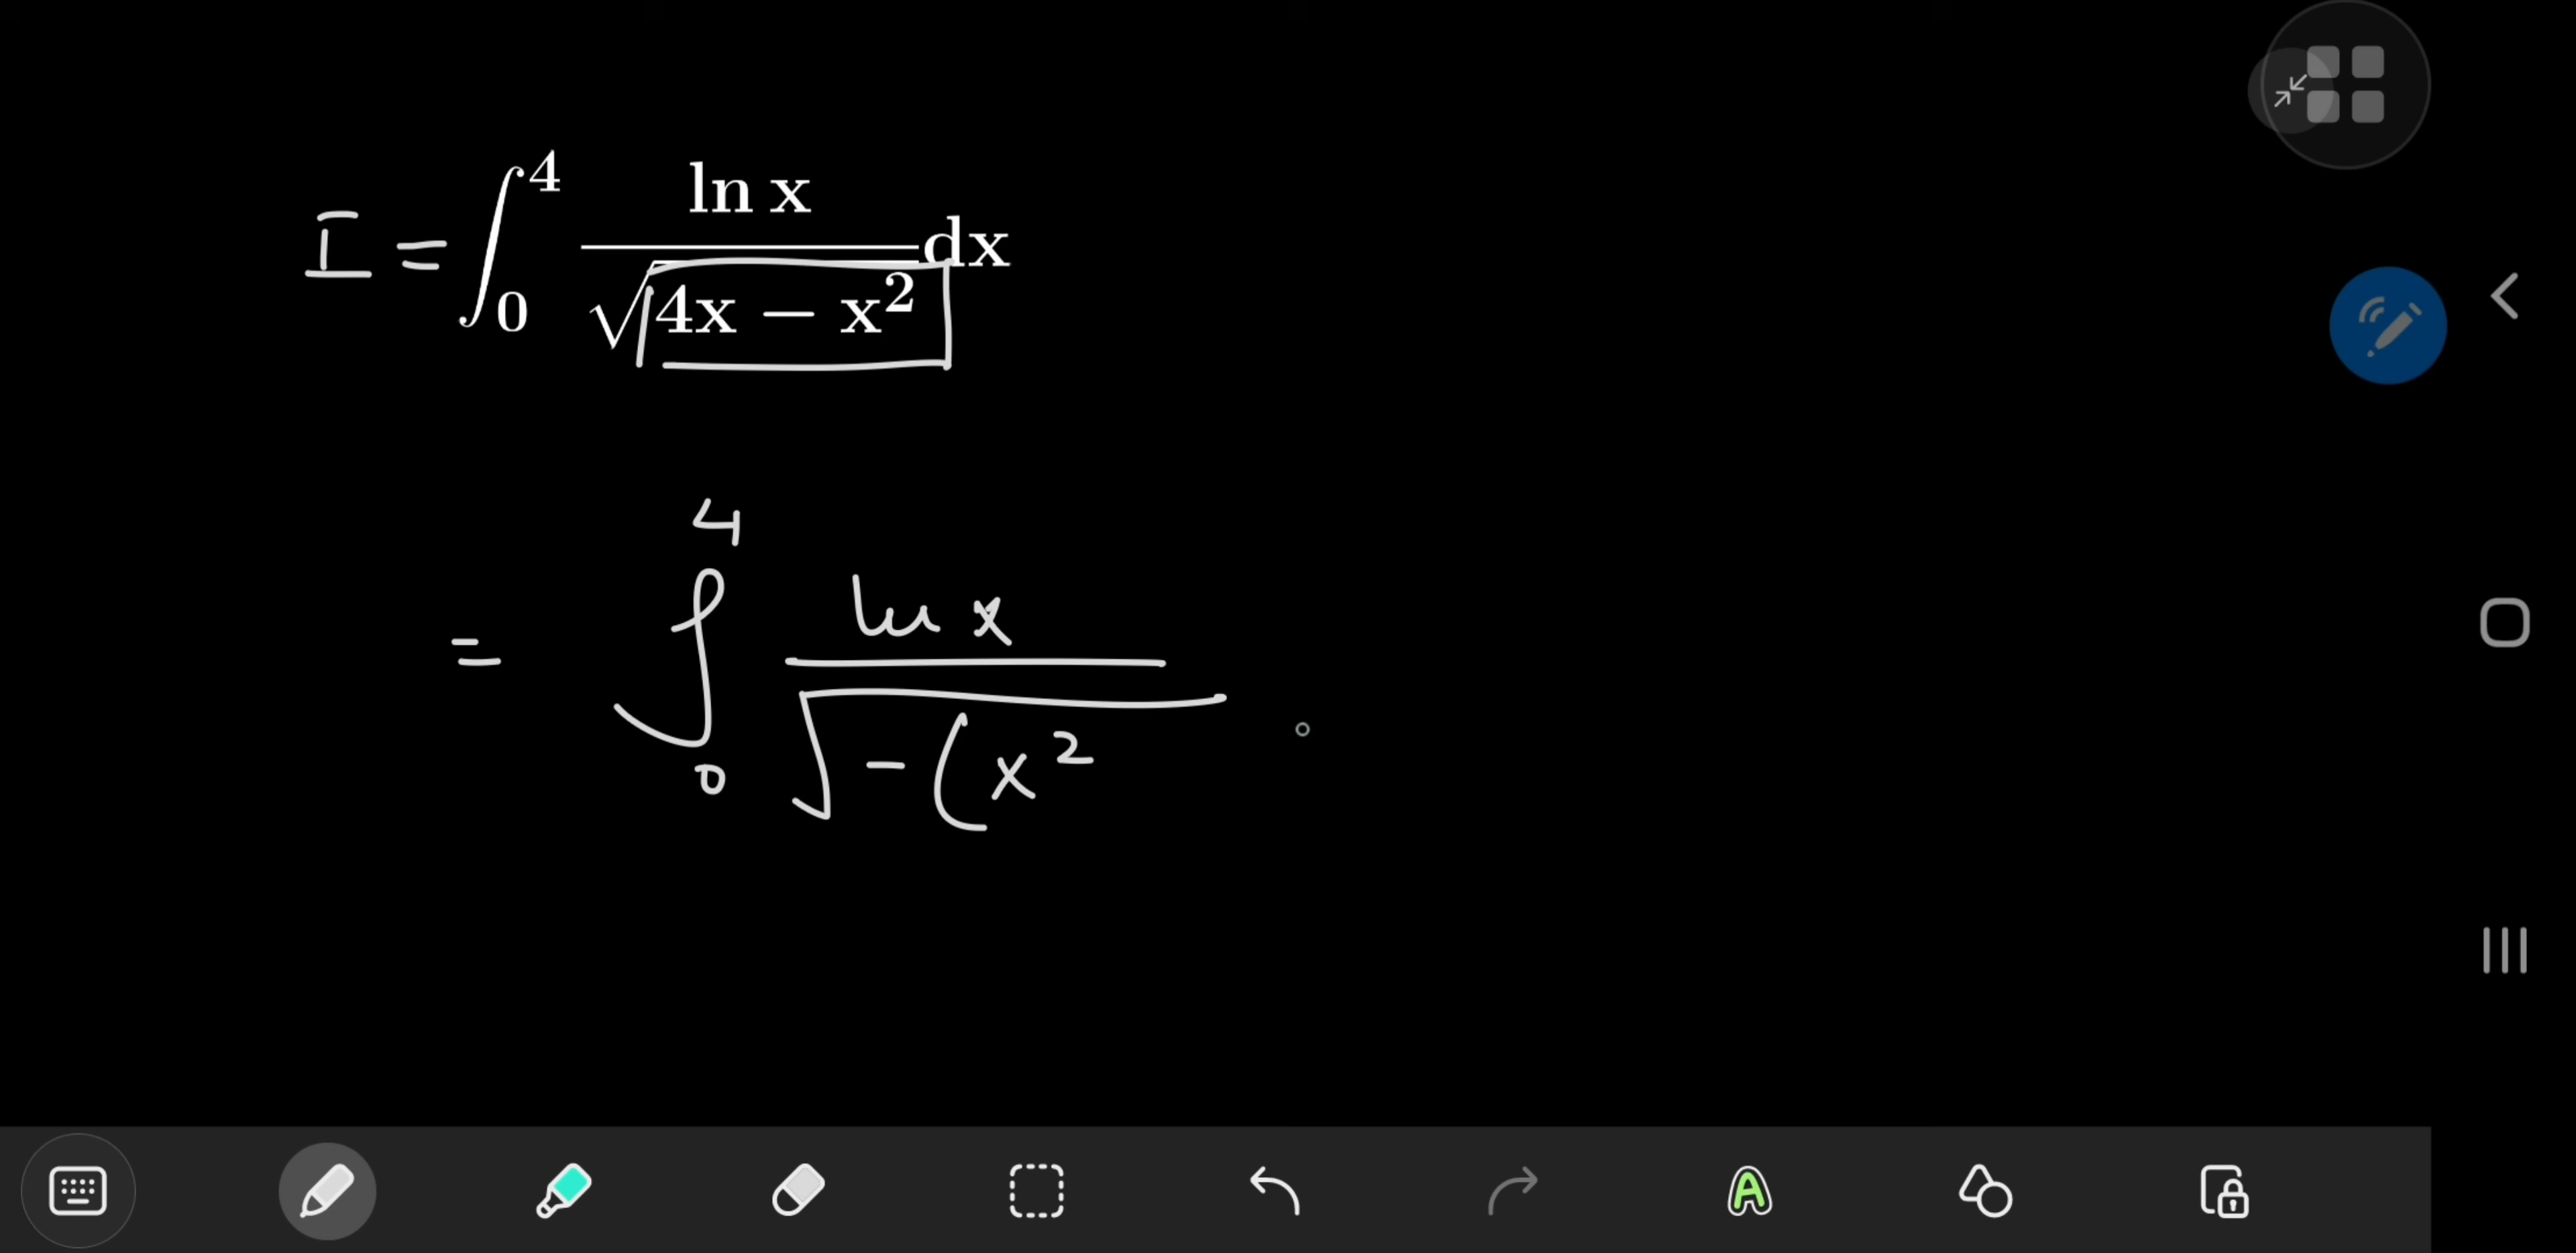 I = ∫₀⁴ ln x / √(4x − x²) dx
= ∫₀⁴ ln x / √(-(x²
A